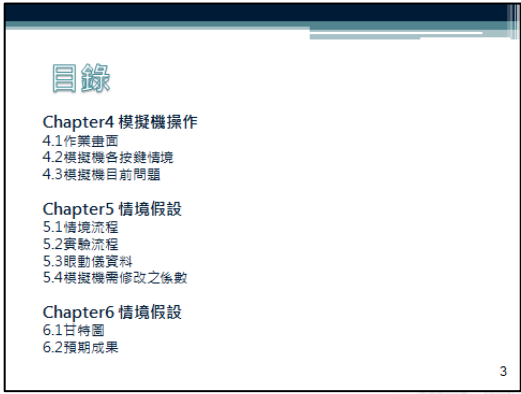 目錄
Chapter4 模擬機操作
4.1作業畫面
4.2模擬機各按鍵情境
4.3模擬機目前問題
Chapter5 情境假設
5.1情境流程
5.2實驗流程
5.3眼動儀資料
5.4模擬機需修改之係數
Chapter6 情境假設
6.1甘特圖
6.2預期成果
3